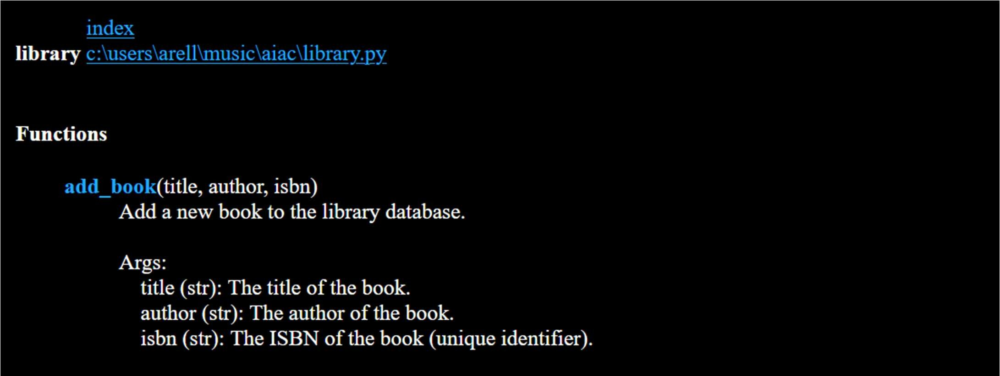 index
library c:\users\arell\music\aiac\library.py
Functions
add_book(title, author, isbn)
Add a new book to the library database.
Args:
title (str): The title of the book.
author (str): The author of the book.
isbn (str): The ISBN of the book (unique identifier).